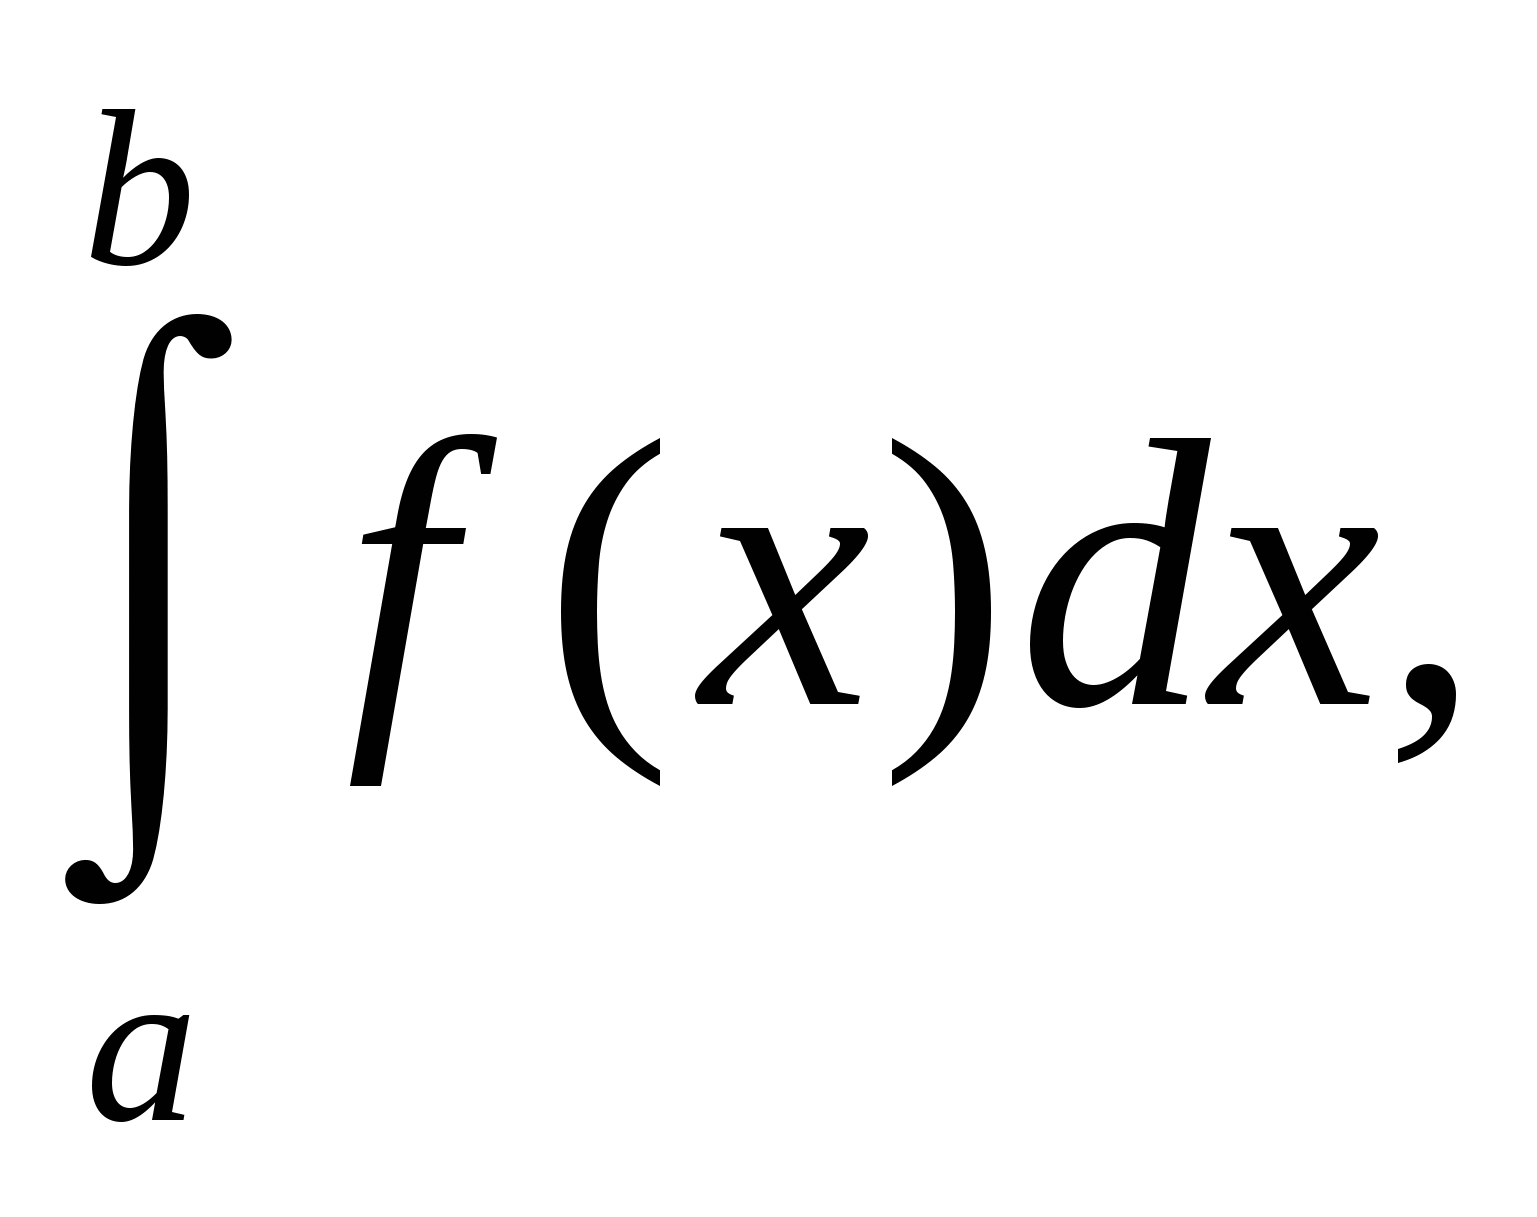 b
∫ f (x)dx,
a